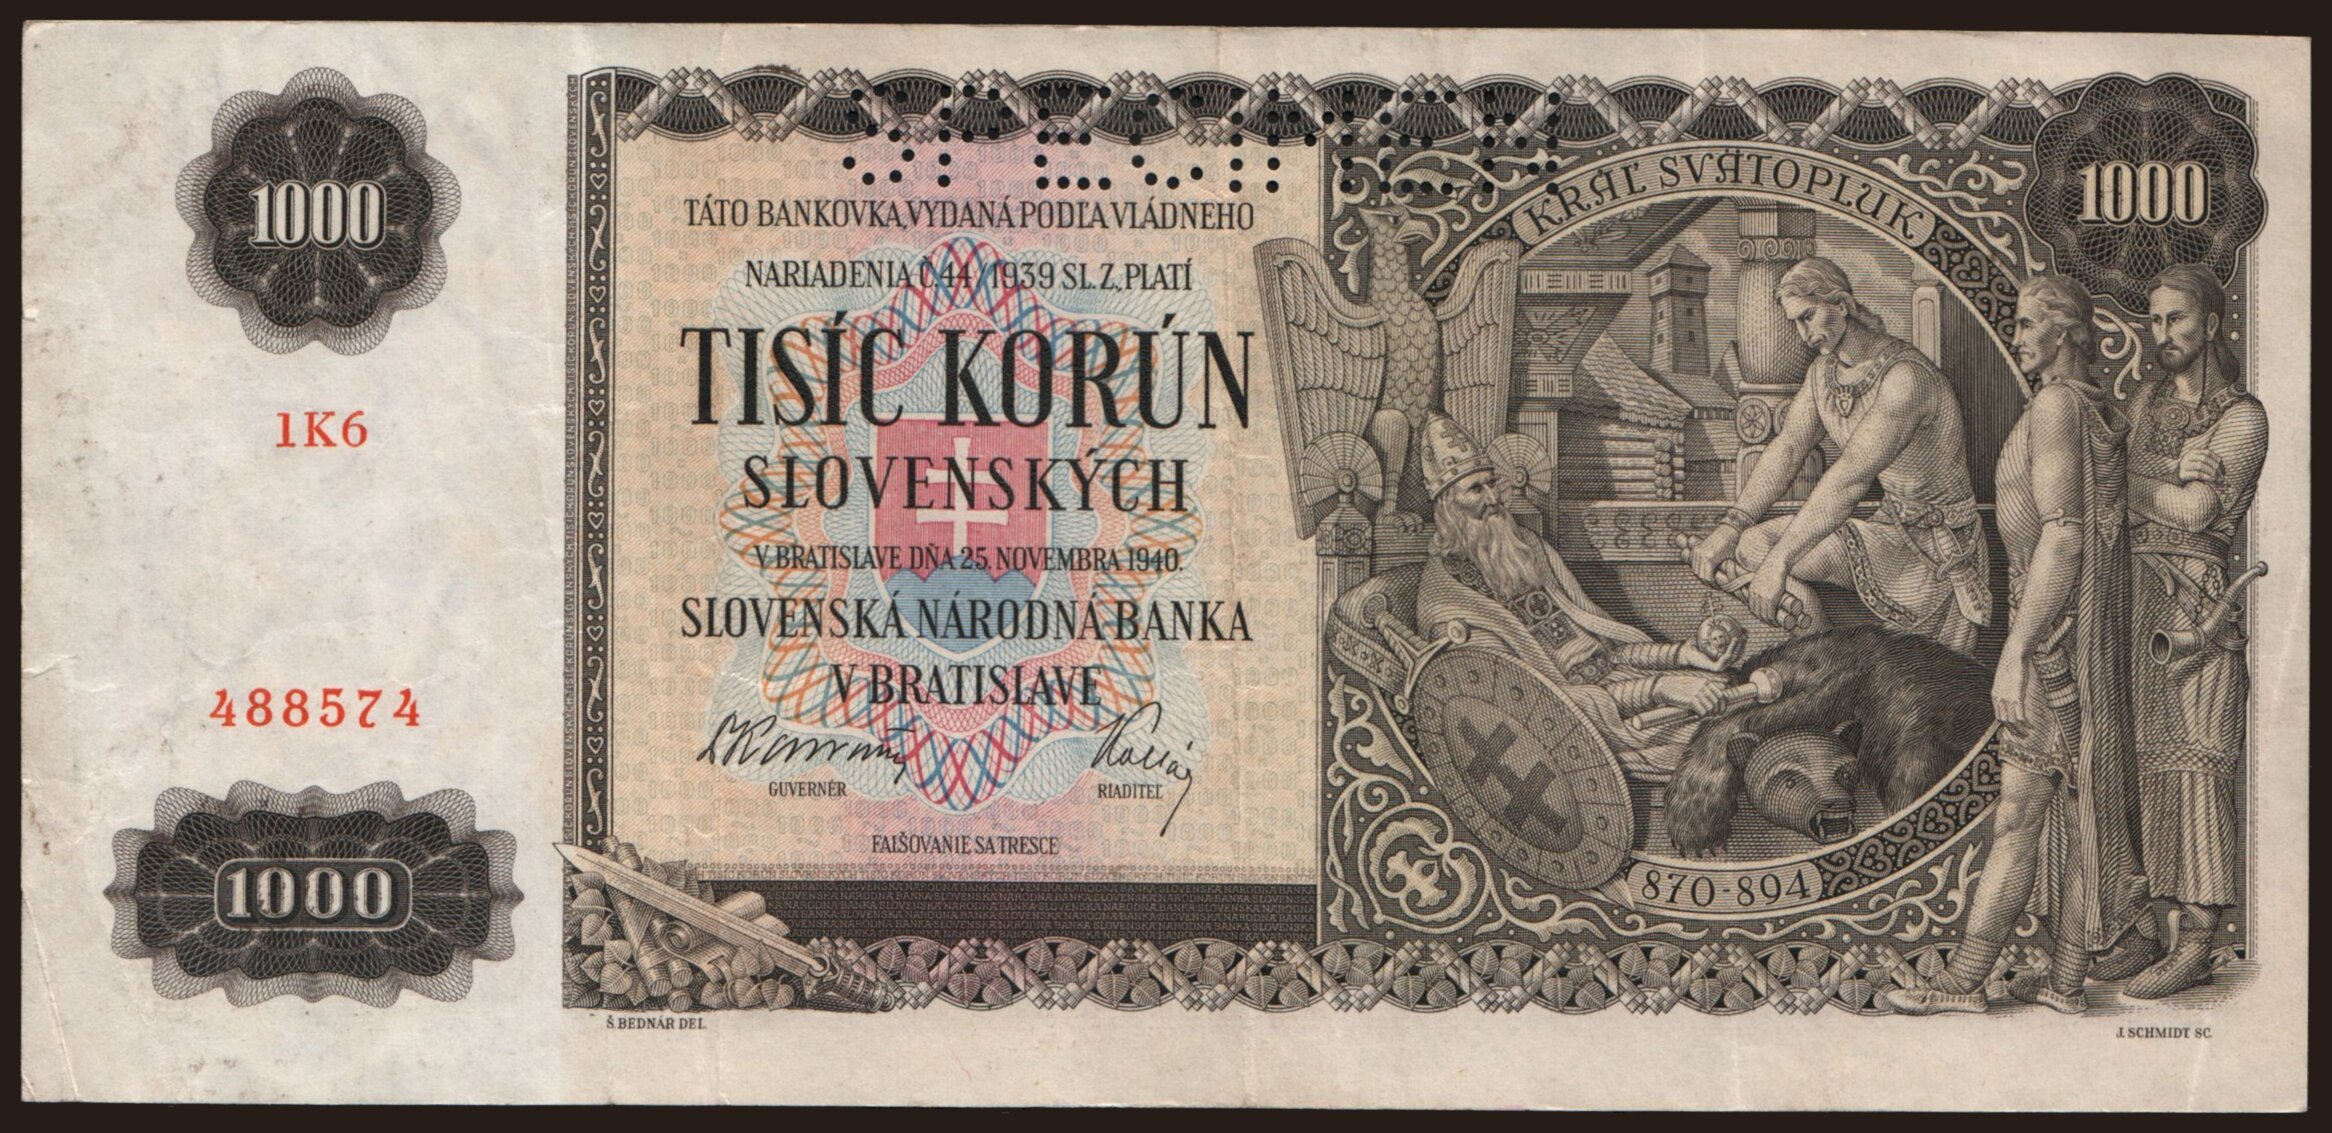 SPECIMEN
1000
KRÁĽ SVÄTOPLUK
1000
TÁTO BANKOVKA, VYDANÁ PODĽA VLÁDNEHO
NARIADENIA Č. 44/1939 SL. Z., PLATÍ
TISÍC KORÚN
SLOVENSKÝCH
1K6
V BRATISLAVE DŇA 25. NOVEMBRA 1940.
SLOVENSKÁ NÁRODNÁ BANKA
V BRATISLAVE
488574
GUVERNÉR
RIADITEĽ
FALŠOVANIE SA TRESCE
1000
870-894
Š. BEDNÁR DEL.
J. SCHMIDT SC.